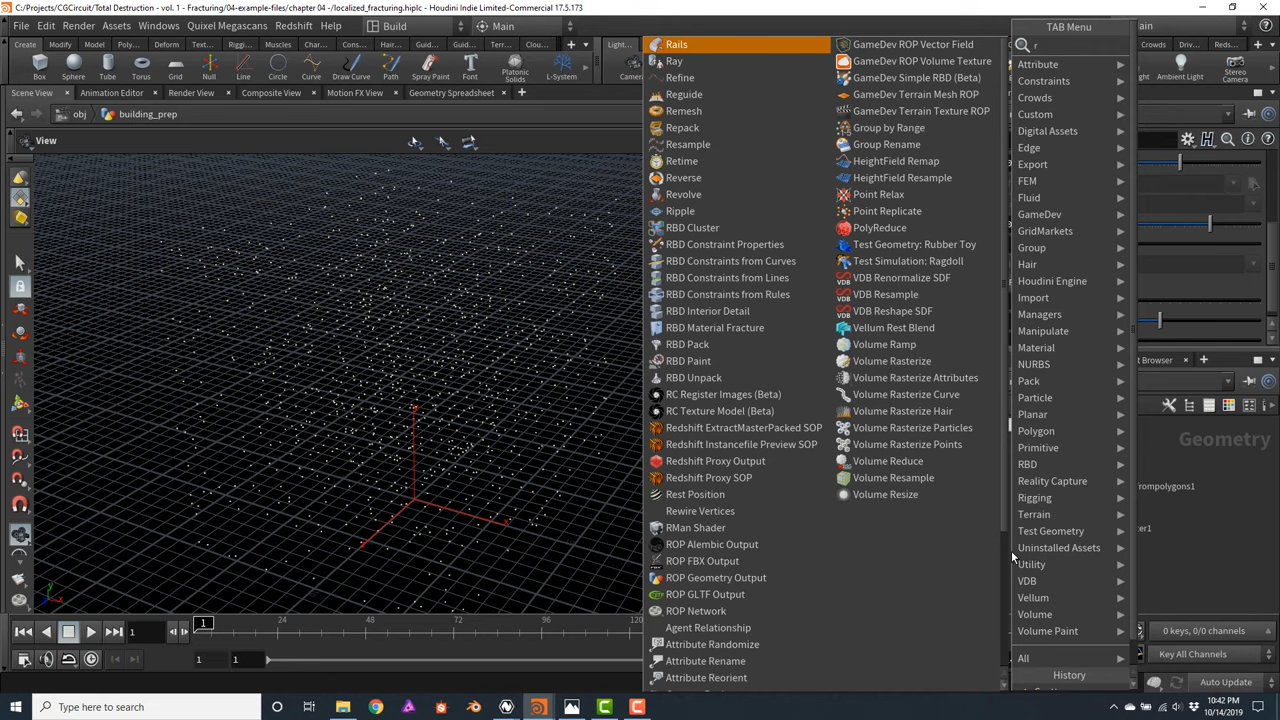 C:/Projects/CGCircuit/Total Destruction - vol. 1 - Fracturing/04-example-files/chapter 04 -/localized_fracturing.hiplc - Houdini Indie Limited-Commercial 17.5.173
File Edit Render Assets Windows Quixel Megascans Redshift Help Build Main
Create Modify Model Poly... Deform... Text... Rigg... Musc... Char... Cons... Hair... Guid... Guid... Terr... Clou... Light... Crowds Driv... Reds...
Box Sphere Tube Torus Grid Null Line Circle Curve Draw Curve Path Spray Paint Font Platonic Solids L-System Ambient Light Stereo Camera
Scene View Animation Editor Render View Motion FX View Geometry Spreadsheet
obj building_prep
View
TAB Menu
r
Attribute
Constraints
Crowds
Custom
Digital Assets
Edge
Export
FEM
Fluid
GameDev
GridMarkets
Group
Hair
Houdini Engine
Import
Managers
Manipulate
Material
NURBS
Pack
Particle
Planar
Polygon
Primitive
RBD
Reality Capture
Rigging
Terrain
Test Geometry
Uninstalled Assets
Utility
VDB
Vellum
Volume
Volume Paint
All
History
Rails
Ray
Refine
Reguide
Remesh
Repack
Resample
Retime
Reverse
Revolve
Ripple
RBD Cluster
RBD Constraint Properties
RBD Constraints from Curves
RBD Constraints from Lines
RBD Constraints from Rules
RBD Interior Detail
RBD Material Fracture
RBD Pack
RBD Paint
RBD Unpack
RC Register Images (Beta)
RC Texture Model (Beta)
Redshift ExtractMasterPacked SOP
Redshift Instancefile Preview SOP
Redshift Proxy Output
Redshift Proxy SOP
Rest Position
Rewire Vertices
RMan Shader
ROP Alembic Output
ROP FBX Output
ROP Geometry Output
ROP GLTF Output
ROP Network
Agent Relationship
Attribute Randomize
Attribute Rename
Attribute Reorient
GameDev ROP Vector Field
GameDev ROP Volume Texture
GameDev Simple RBD (Beta)
GameDev Terrain Mesh ROP
GameDev Terrain Texture ROP
Group by Range
Group Rename
HeightField Remap
HeightField Resample
Point Relax
Point Replicate
PolyReduce
Test Geometry: Rubber Toy
Test Simulation: Ragdoll
VDB Renormalize SDF
VDB Resample
VDB Reshape SDF
Vellum Rest Blend
Volume Ramp
Volume Rasterize
Volume Rasterize Attributes
Volume Rasterize Curve
Volume Rasterize Hair
Volume Rasterize Particles
Volume Rasterize Points
Volume Reduce
Volume Resample
Volume Resize
Geometry
1 1 24 48 72 96
1 1
0 keys, 0/0 channels
Key All Channels
Auto Update
Type here to search
10:42 PM
10/14/2019